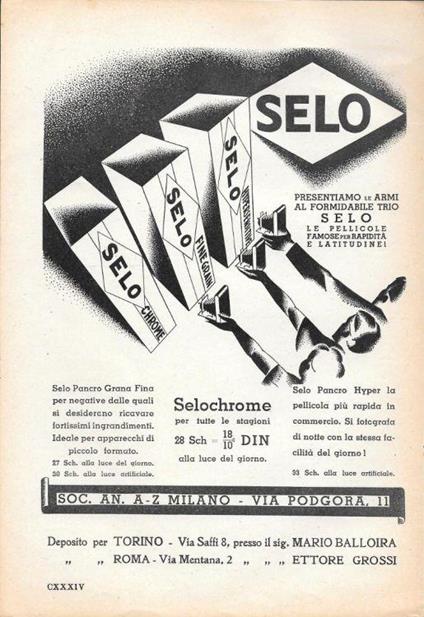 SELO
PRESENTIAMO LE ARMI
AL FORMIDABILE TRIO
SELO
LE PELLICOLE
FAMOSE PER RAPIDITÀ
E LATITUDINE!
SELO
SELO
FINE GRAIN
SELO
CHROME
Selo Pancro Grana Fina
per negative dalle quali
si desiderano ricavare
fortissimi ingrandimenti.
Ideale per apparecchi di
piccolo formato.
27 Sch. alla luce del giorno.
30 Sch. alla luce artificiale.
Selochrome
per tutte le stagioni
28 Sch = 18/10° DIN
alla luce del giorno.
Selo Pancro Hyper la
pellicola più rapida in
commercio. Si fotografa
di notte con la stessa fa-
cilità del giorno!
33 Sch. alla luce artificiale.
SOC. AN. A-Z MILANO - VIA PODGORA, 11
Deposito per TORINO - Via Saffi 8, presso il sig. MARIO BALLOIRA
„ „ ROMA - Via Mentana, 2 „ „ „ ETTORE GROSSI
CXXXIV